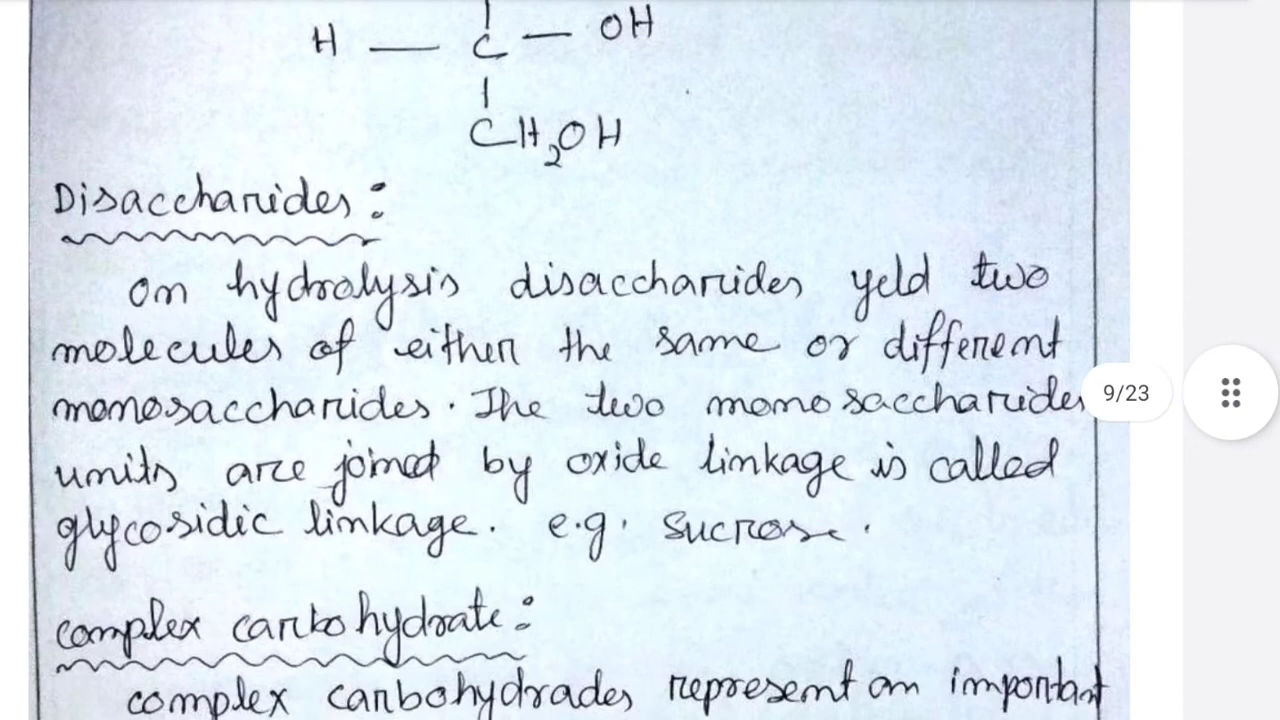 H — C — OH
CH₂OH
Disaccharides :
On hydrolysis disaccharides yeld two
molecules of either the same or different
monosaccharides. The two monosaccharides
units are joined by oxide linkage is called
glycosidic linkage. e.g. sucrose.
9/23
complex carbohydrate :
complex carbohydrades represent an important